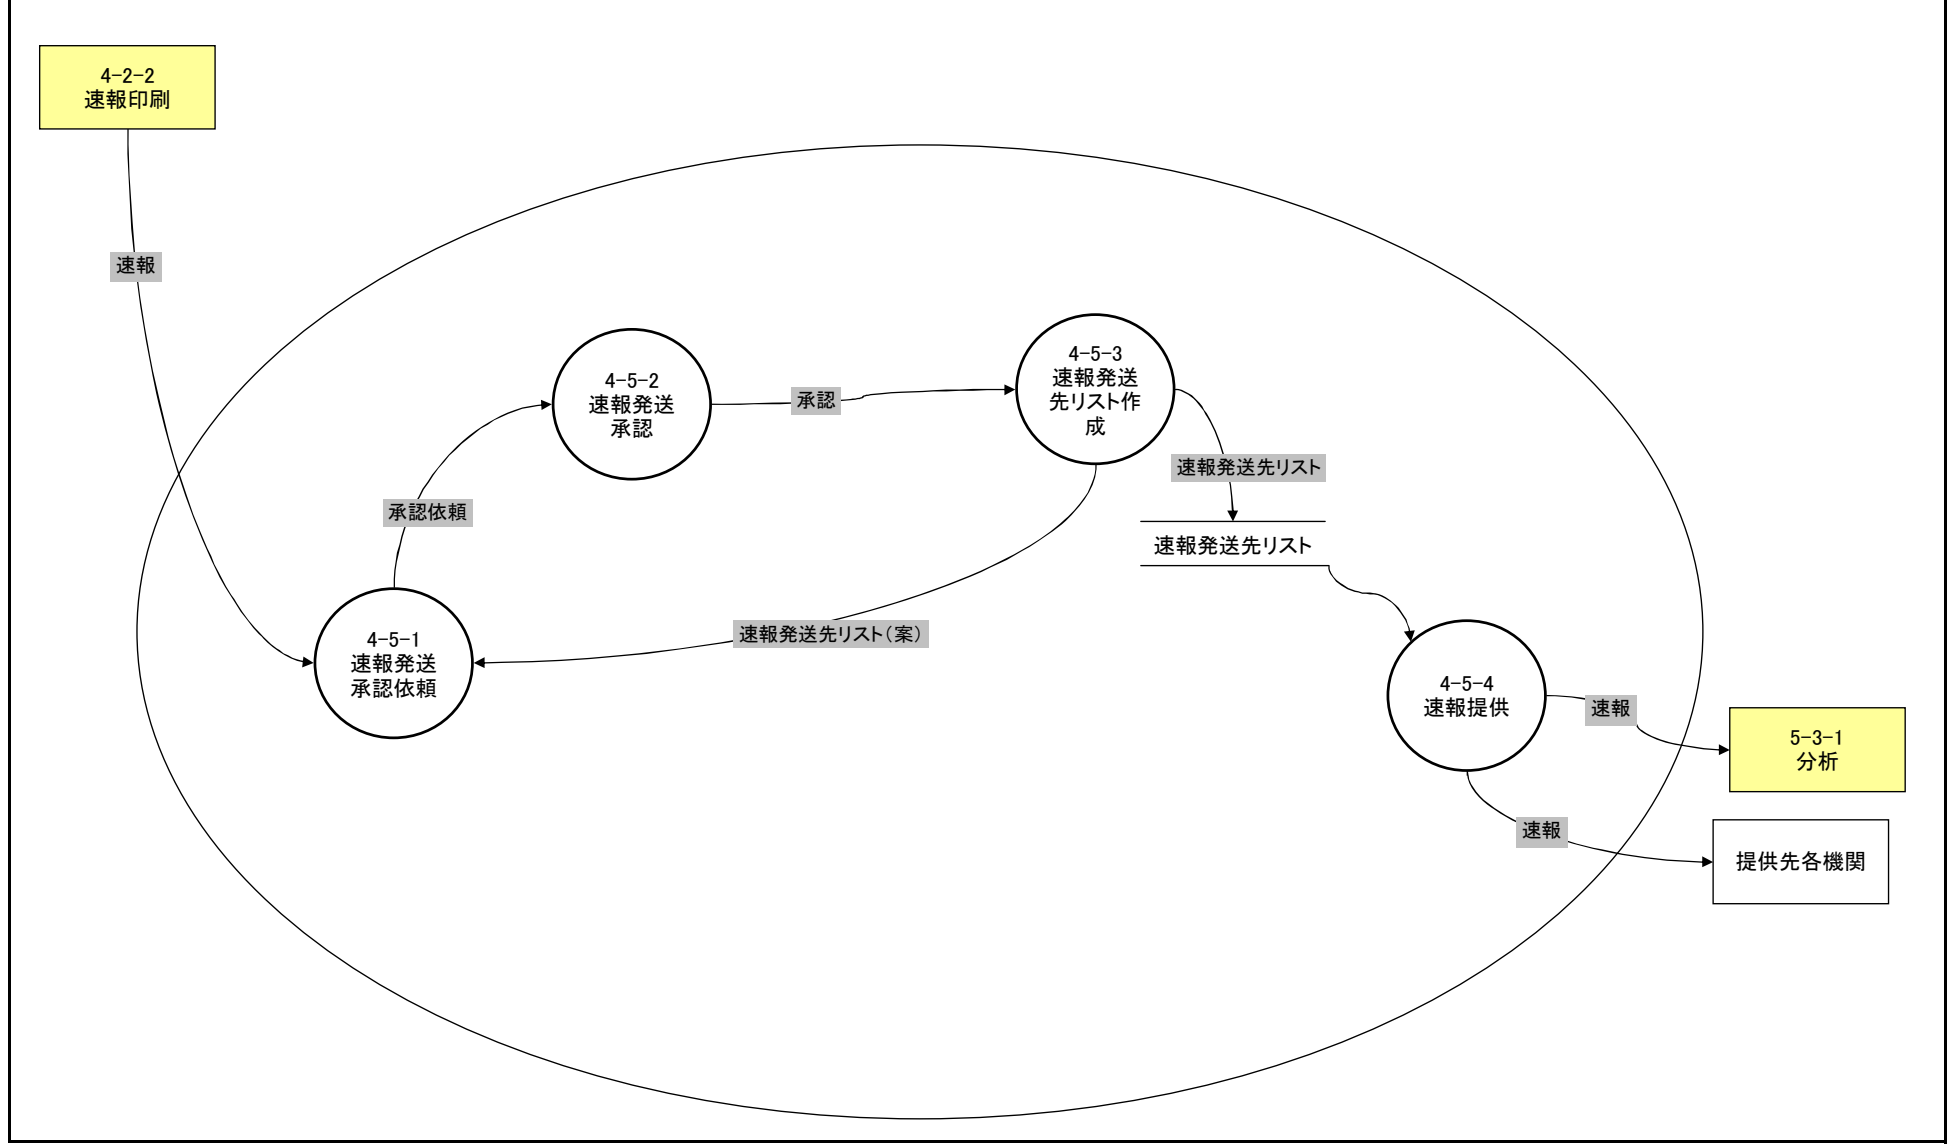 4-2-2
速報印刷
速報
4-5-2
速報発送
承認
承認
4-5-3
速報発送
先リスト作
成
速報発送先リスト
承認依頼
速報発送先リスト
4-5-1
速報発送
承認依頼
速報発送先リスト(案)
4-5-4
速報提供
速報
5-3-1
分析
速報
提供先各機関